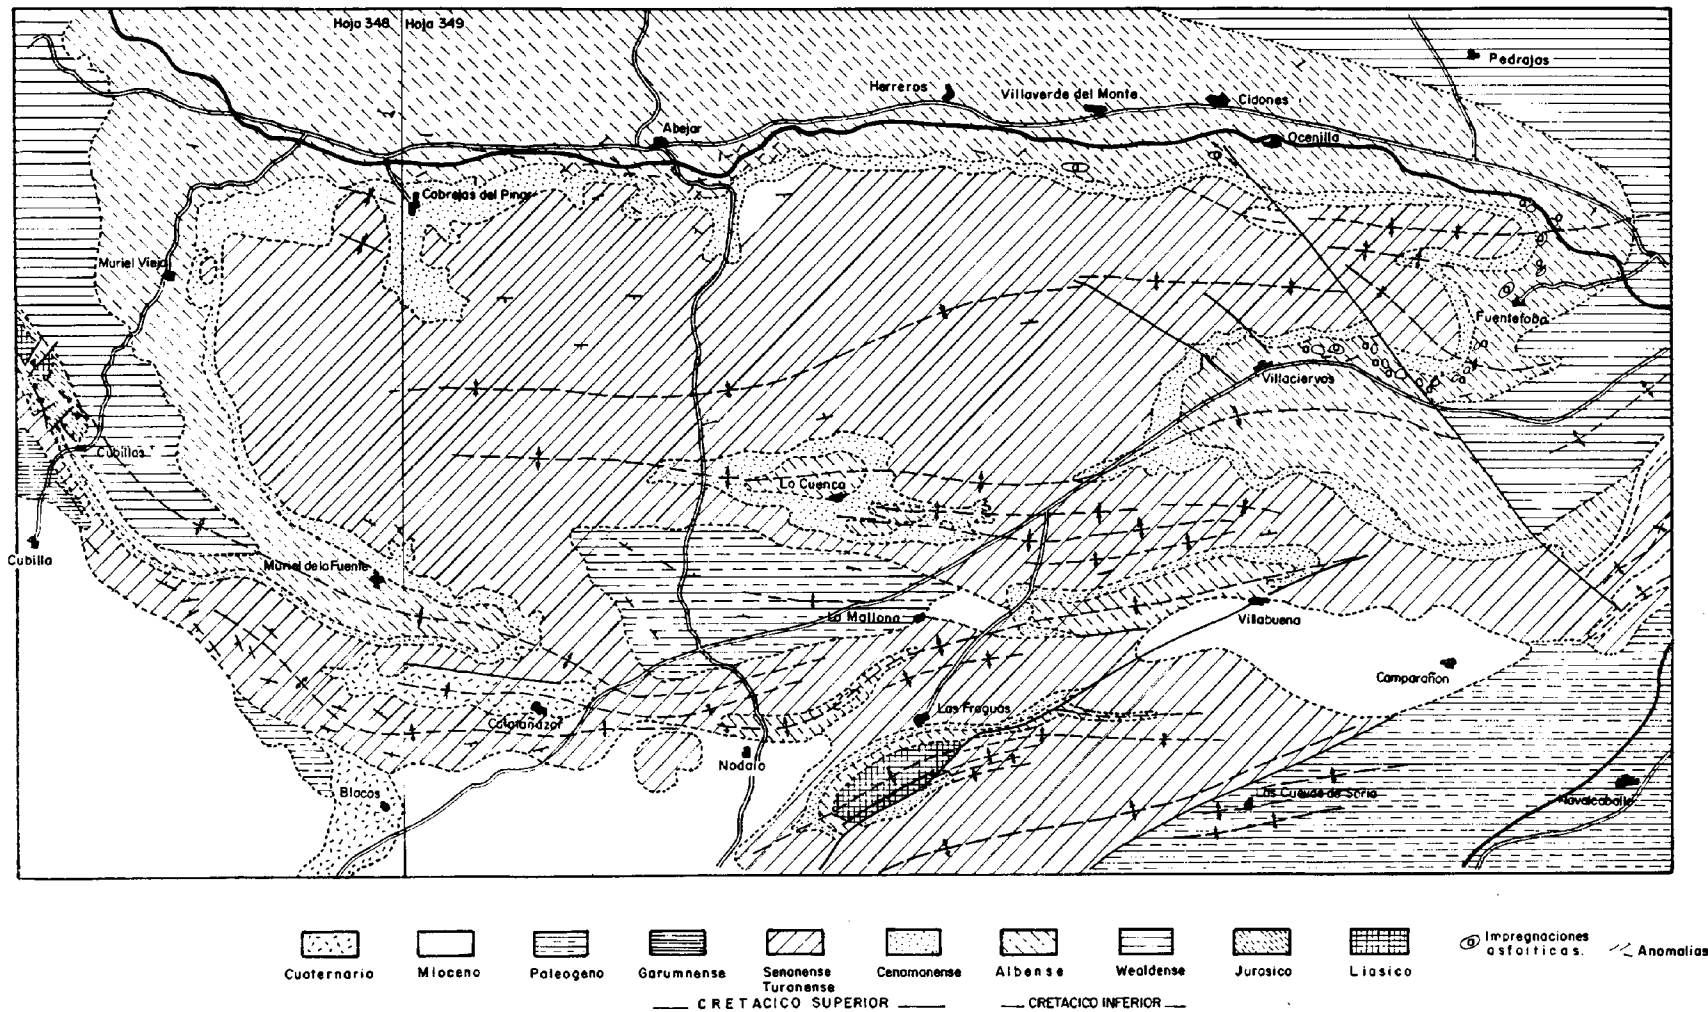 Hoja 348 Hoja 349
Pedrajas
Herreros
Villaverde del Monte
Cidones
Abejar
Ocenilla
Cabrejas del Pinar
Muriel Viejo
Fuentetoba
Villaciervos
Cubillos
La Cuenca
Cubilla
Muriel de la Fuente
La Mallona
Villabuena
Camparañon
Calatañazor
Las Fraguas
Nodalo
Blacos
Las Cuevas de Soria
Navalcaballo
Cuaternario
Mioceno
Paleogeno
Garumnense
Senonense
Turonense
Cenomanense
Albense
Wealdense
Jurasico
Liasico
Impregnaciones
asfalticas.
Anomalias
CRETACICO SUPERIOR
CRETACICO INFERIOR